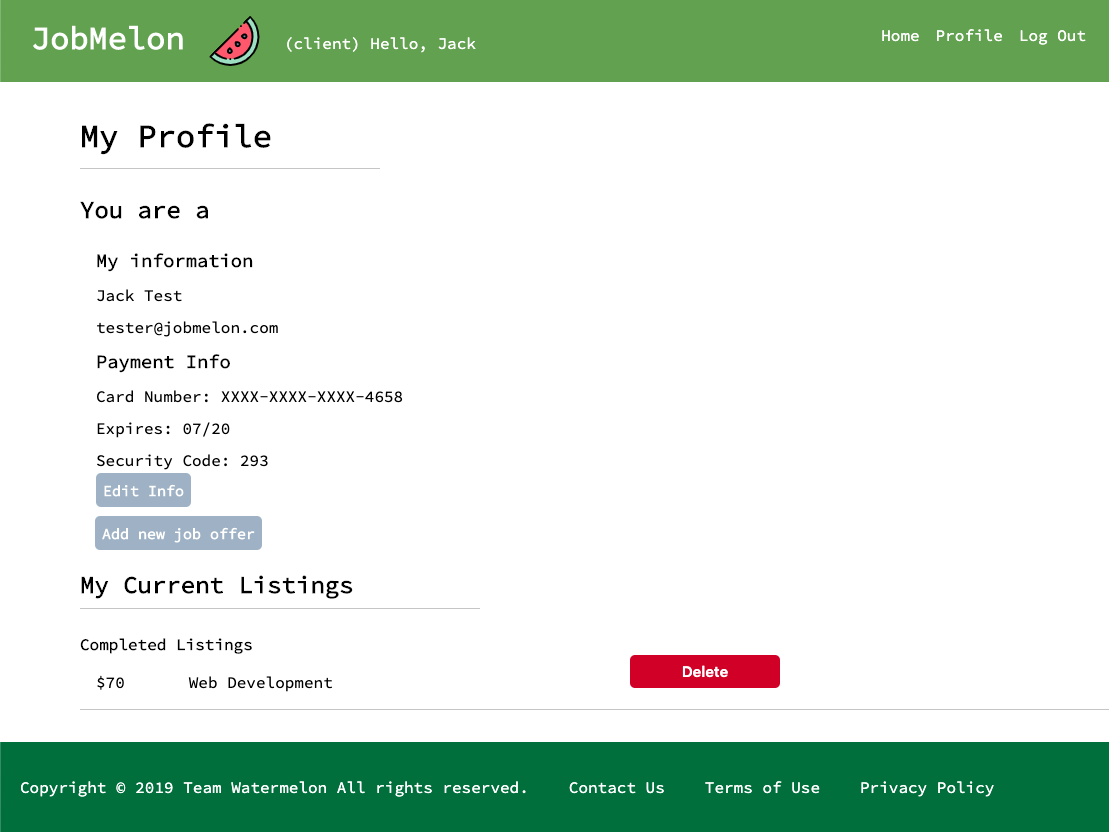 JobMelon
(client) Hello, Jack
Home Profile Log Out
My Profile
You are a
My information
Jack Test
tester@jobmelon.com
Payment Info
Card Number: XXXX-XXXX-XXXX-4658
Expires: 07/20
Security Code: 293
Edit Info
Add new job offer
My Current Listings
Completed Listings
$70 Web Development Delete
Copyright © 2019 Team Watermelon All rights reserved. Contact Us Terms of Use Privacy Policy